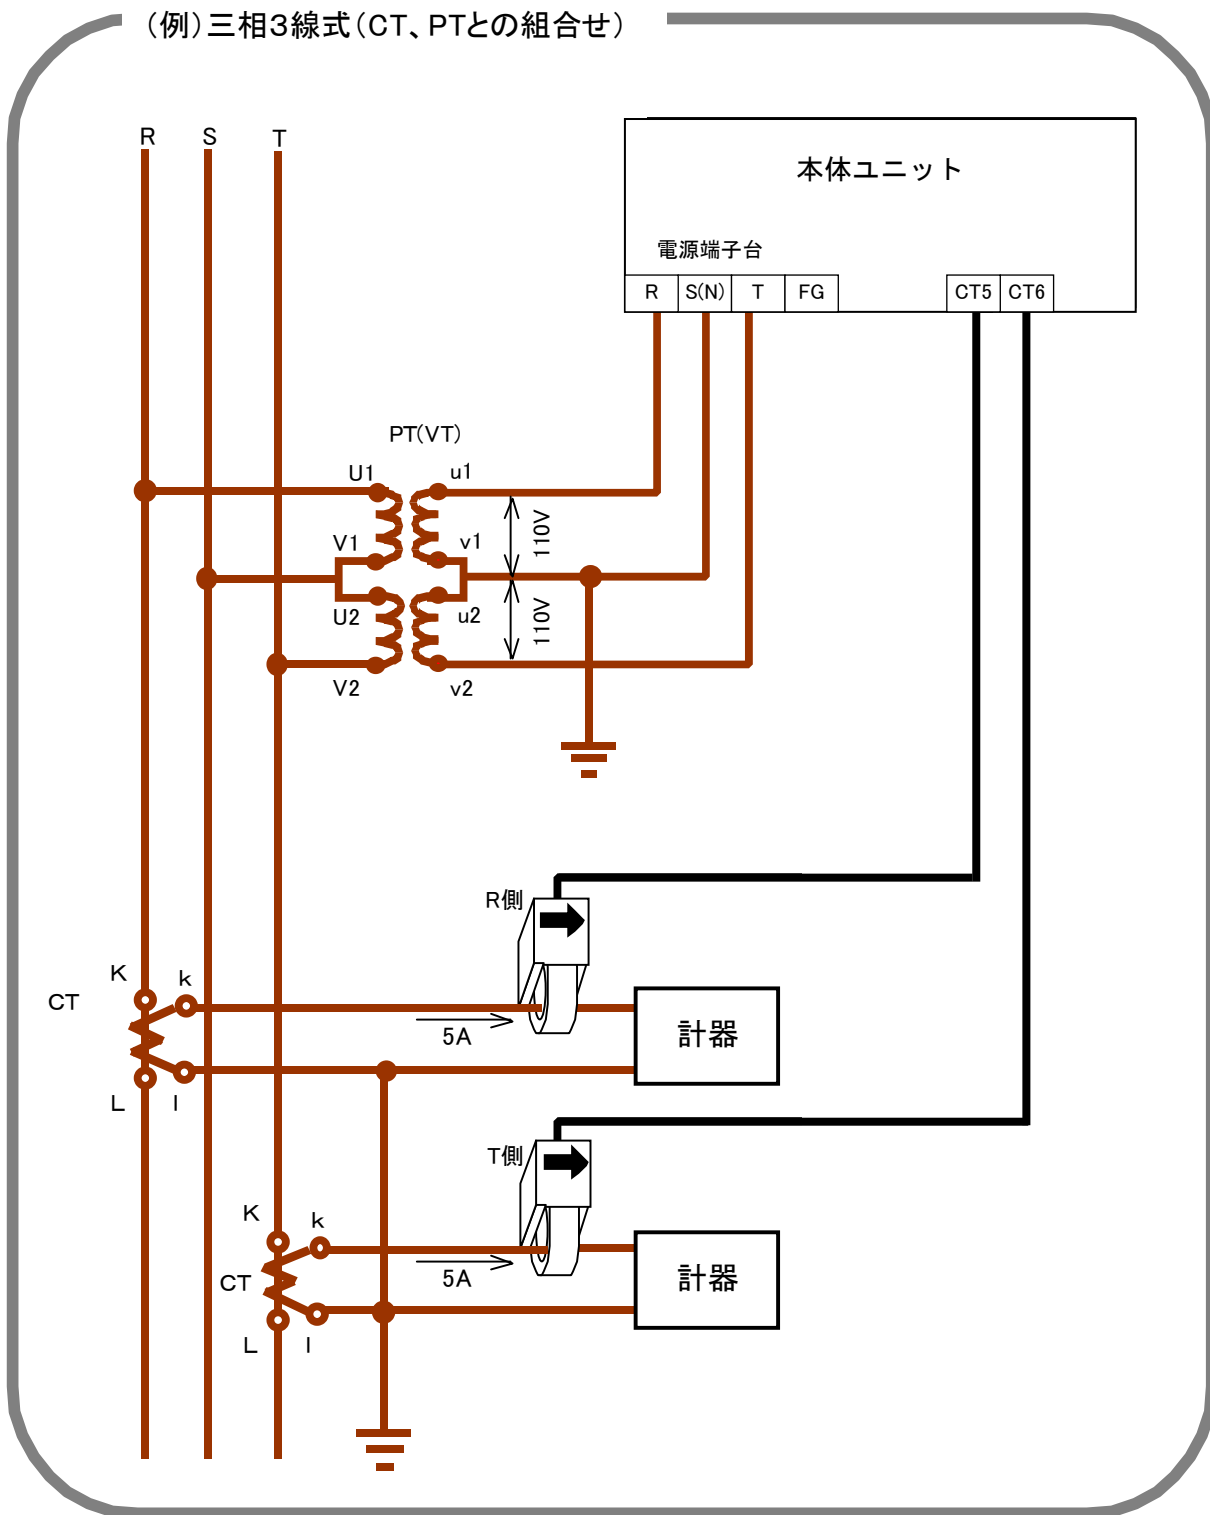 (例)三相3線式(CT、PTとの組合せ)
R S T
本体ユニット
電源端子台
R S(N) T FG CT5 CT6
PT(VT)
U1 u1
V1 v1
110V
U2 u2
110V
V2 v2
R側
K k
CT
5A
計器
L l
T側
K k
CT
5A
計器
L l